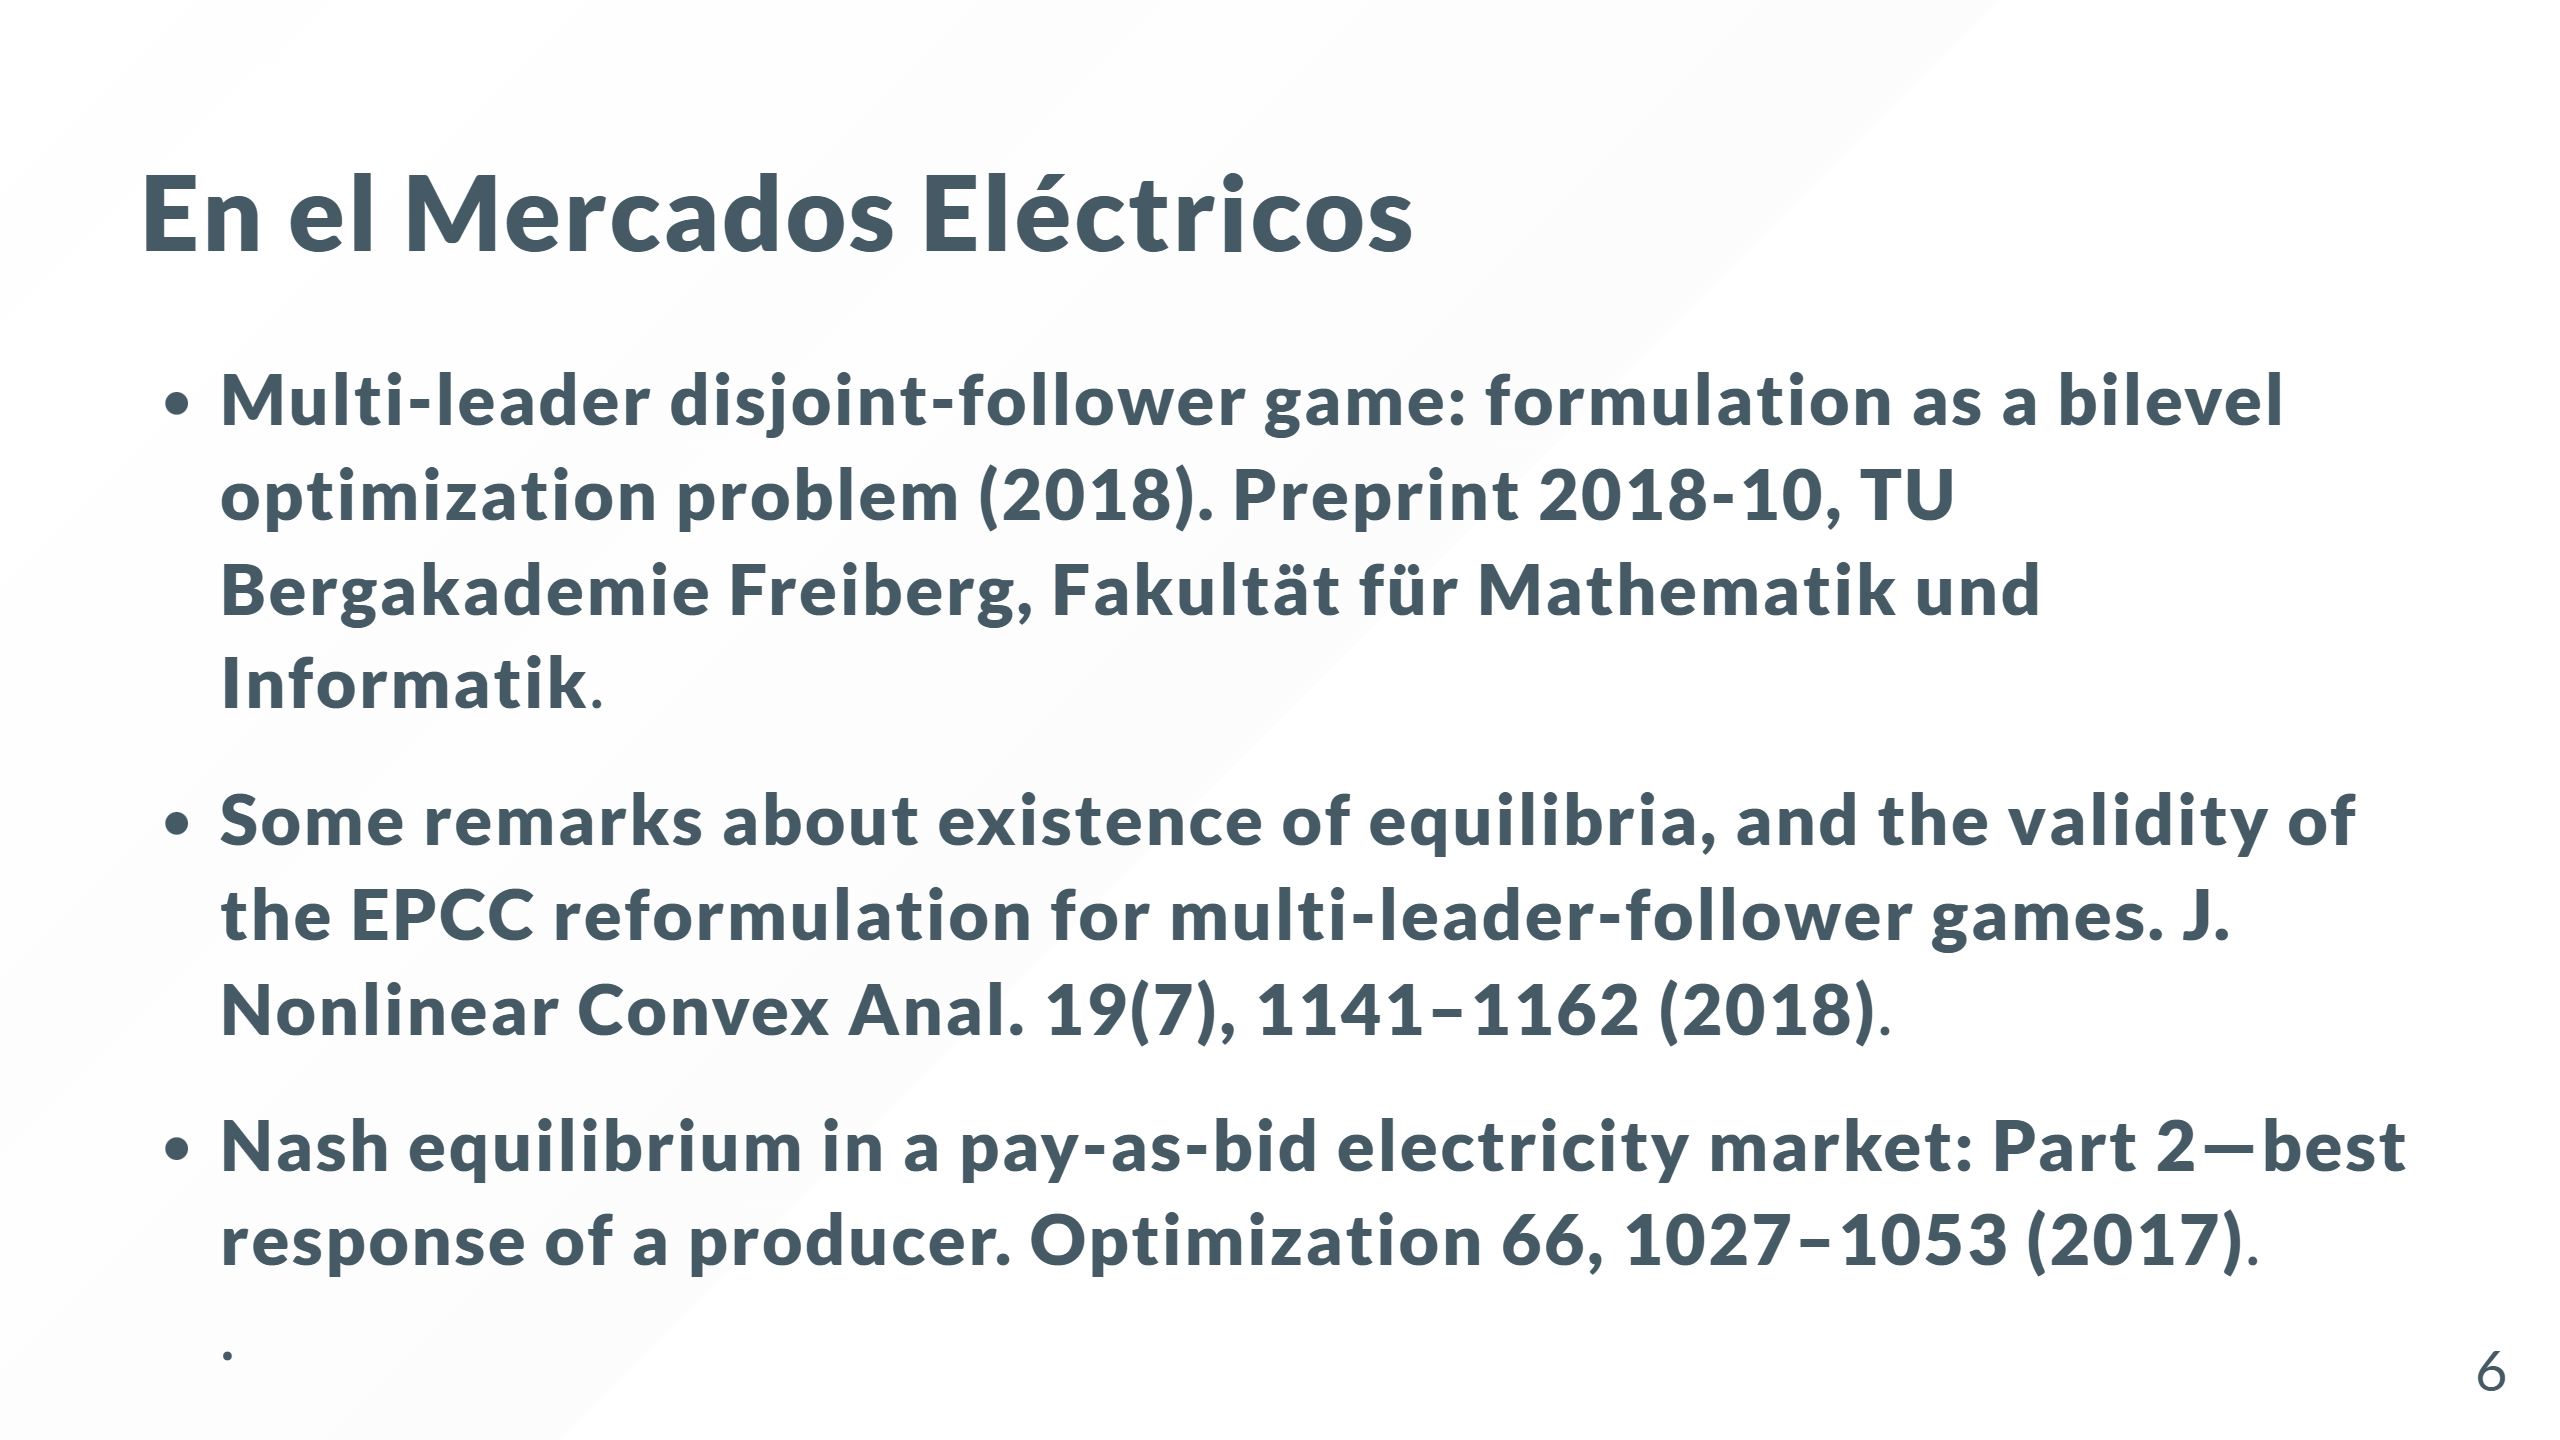 En el Mercados Eléctricos
• Multi-leader disjoint-follower game: formulation as a bilevel
optimization problem (2018). Preprint 2018-10, TU
Bergakademie Freiberg, Fakultät für Mathematik und
Informatik.
• Some remarks about existence of equilibria, and the validity of
the EPCC reformulation for multi-leader-follower games. J.
Nonlinear Convex Anal. 19(7), 1141–1162 (2018).
• Nash equilibrium in a pay-as-bid electricity market: Part 2—best
response of a producer. Optimization 66, 1027–1053 (2017).
.
6